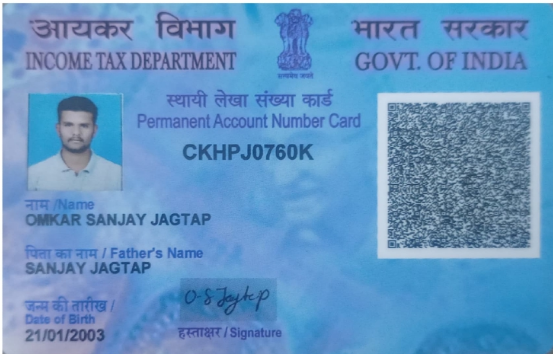 आयकर विभाग
INCOME TAX DEPARTMENT
भारत सरकार
GOVT. OF INDIA
सत्यमेव जयते
स्थायी लेखा संख्या कार्ड
Permanent Account Number Card
CKHPJ0760K
नाम /Name
OMKAR SANJAY JAGTAP
पिता का नाम / Father's Name
SANJAY JAGTAP
जन्म की तारीख /
Date of Birth
21/01/2003
O.S Jagtap
हस्ताक्षर / Signature